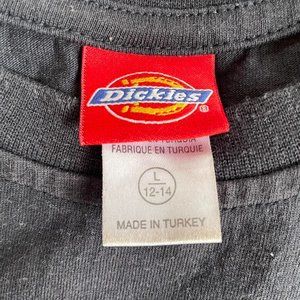 Dickies
®
FABRIQUE EN TURQUIE
L
12-14
MADE IN TURKEY